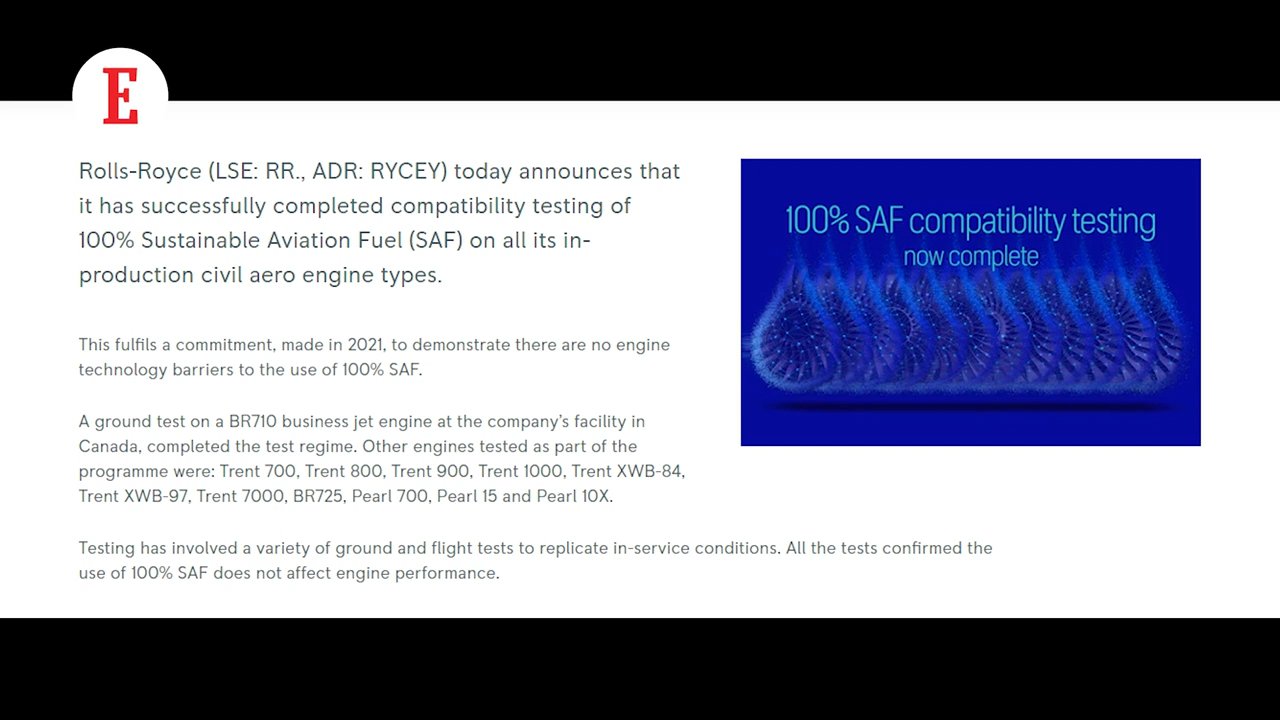 E
Rolls-Royce (LSE: RR., ADR: RYCEY) today announces that
it has successfully completed compatibility testing of
100% Sustainable Aviation Fuel (SAF) on all its in-
production civil aero engine types.
100% SAF compatibility testing
now complete
This fulfils a commitment, made in 2021, to demonstrate there are no engine
technology barriers to the use of 100% SAF.
A ground test on a BR710 business jet engine at the company's facility in
Canada, completed the test regime. Other engines tested as part of the
programme were: Trent 700, Trent 800, Trent 900, Trent 1000, Trent XWB-84,
Trent XWB-97, Trent 7000, BR725, Pearl 700, Pearl 15 and Pearl 10X.
Testing has involved a variety of ground and flight tests to replicate in-service conditions. All the tests confirmed the
use of 100% SAF does not affect engine performance.